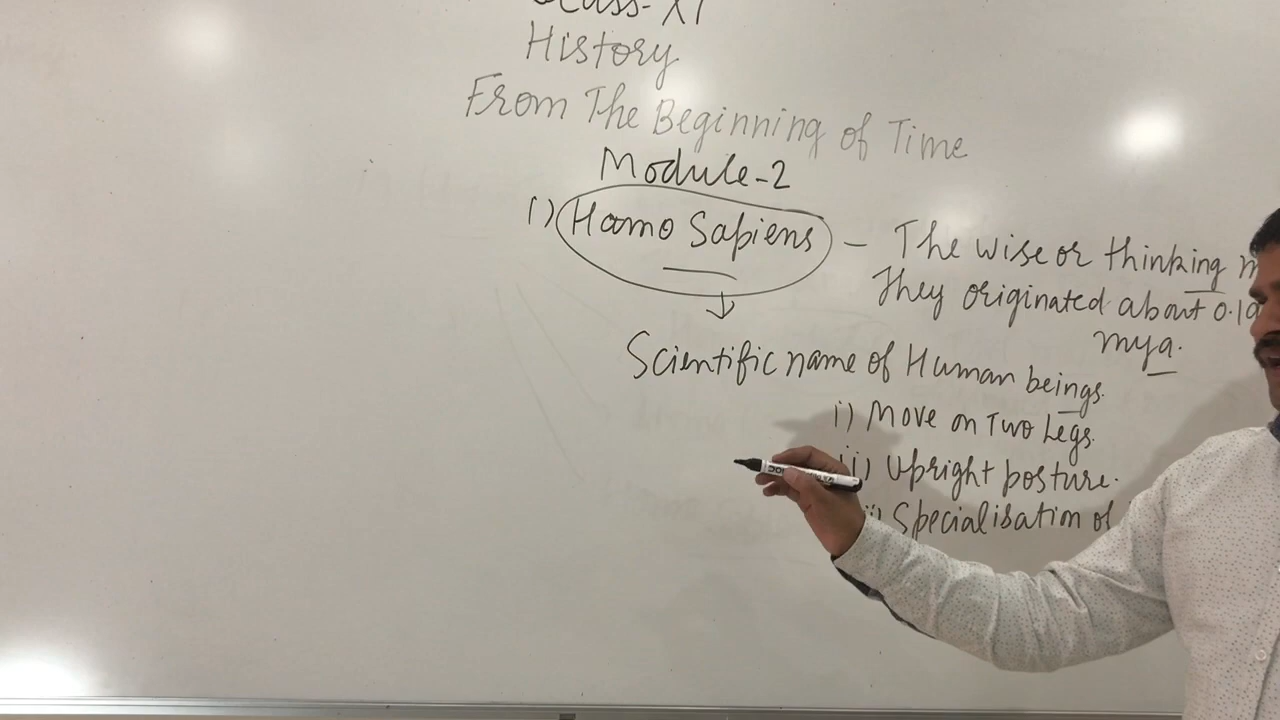 Class-XI
History
From The Beginning of Time
Module-2
1) Homo Sapiens – The wise or thinking
They originated about 0.19
mya.
Scientific name of Human beings.
i) Move on Two Legs.
ii) Upright posture.
Specialisation of